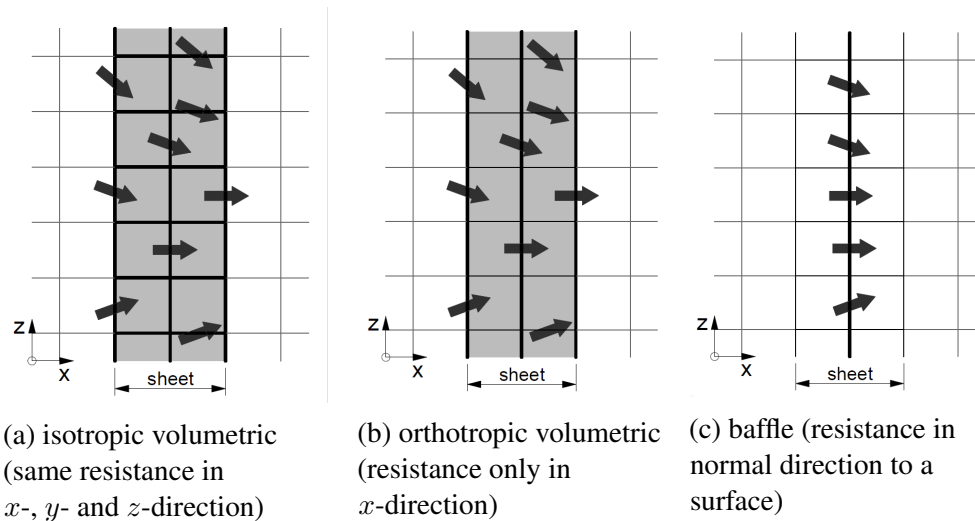 z
x
sheet
z
x
sheet
z
x
sheet
(a) isotropic volumetric
(same resistance in
x-, y- and z-direction)
(b) orthotropic volumetric
(resistance only in
x-direction)
(c) baffle (resistance in
normal direction to a
surface)